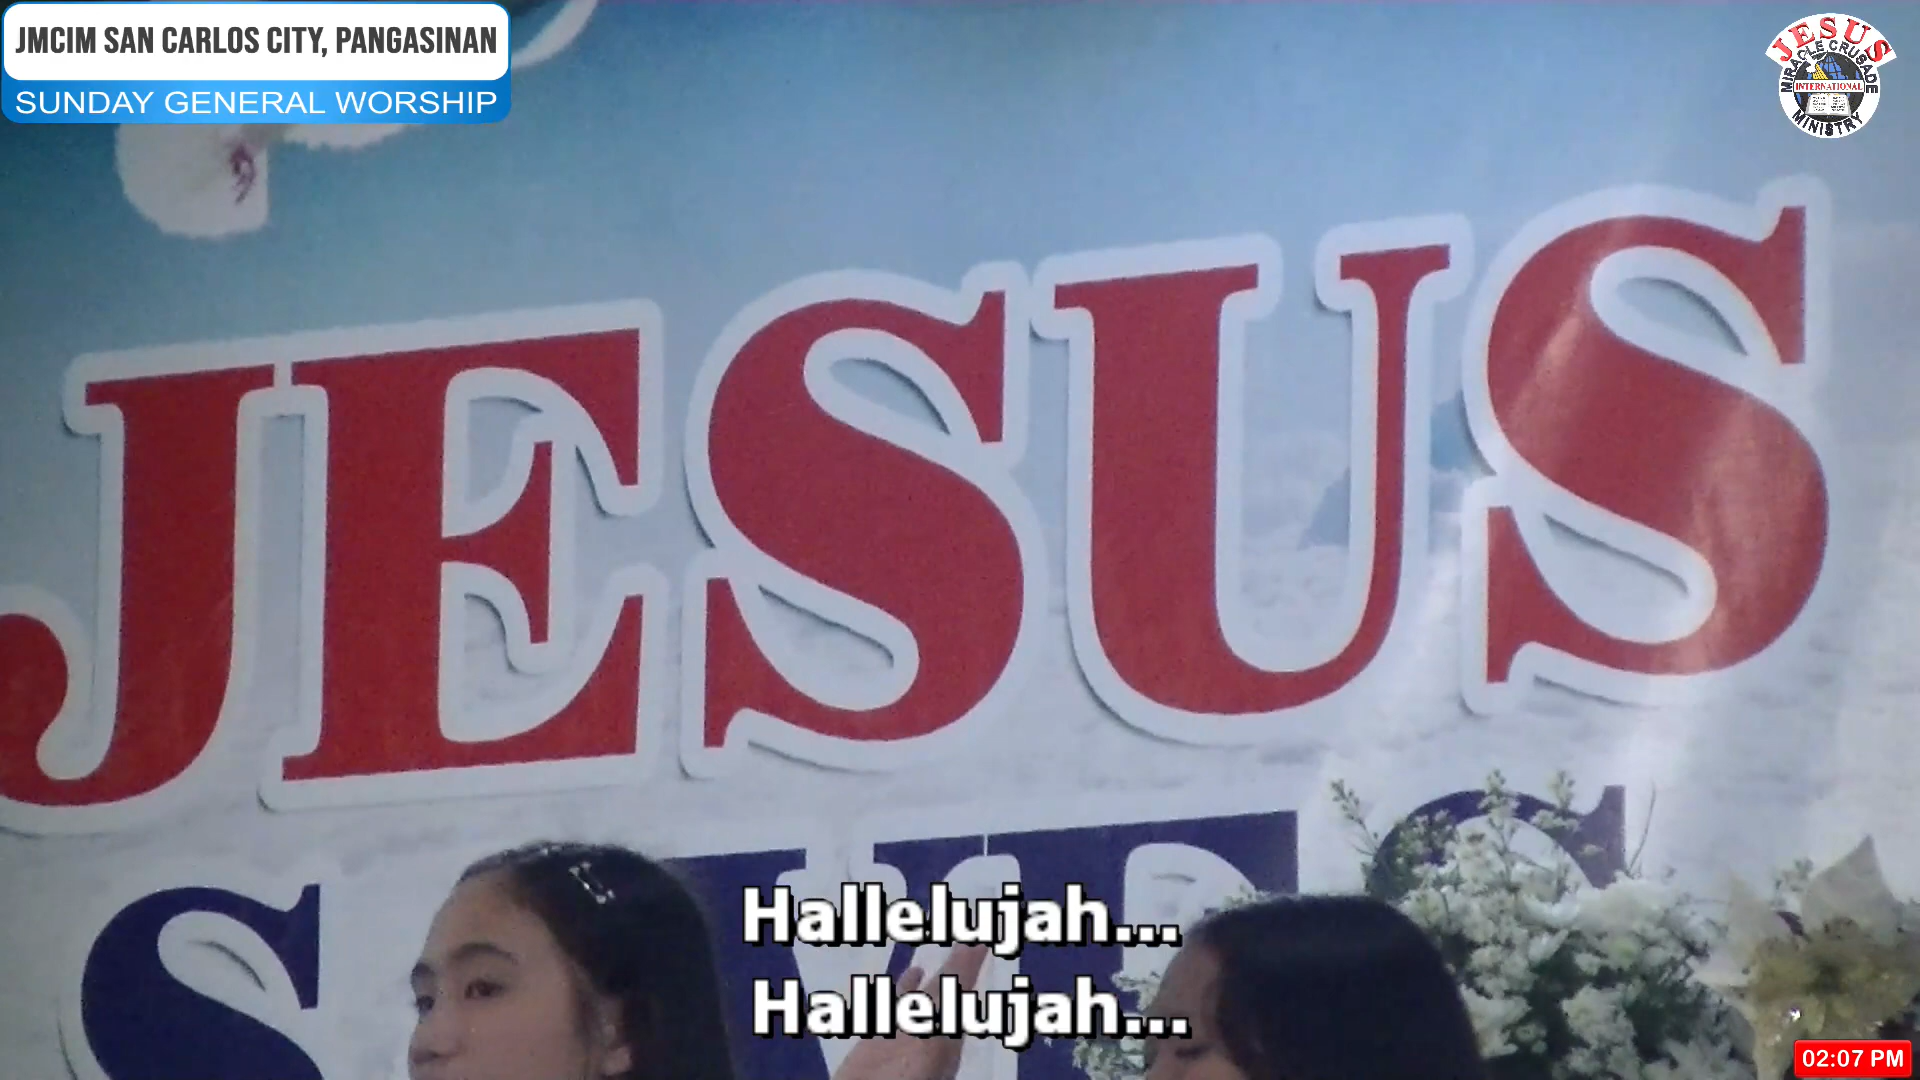 JMCIM SAN CARLOS CITY, PANGASINAN
SUNDAY GENERAL WORSHIP
JESUS
MIRACLE CRUSADE
INTERNATIONAL
MINISTRY
JESUS
SAVES
Hallelujah...
Hallelujah...
02:07 PM